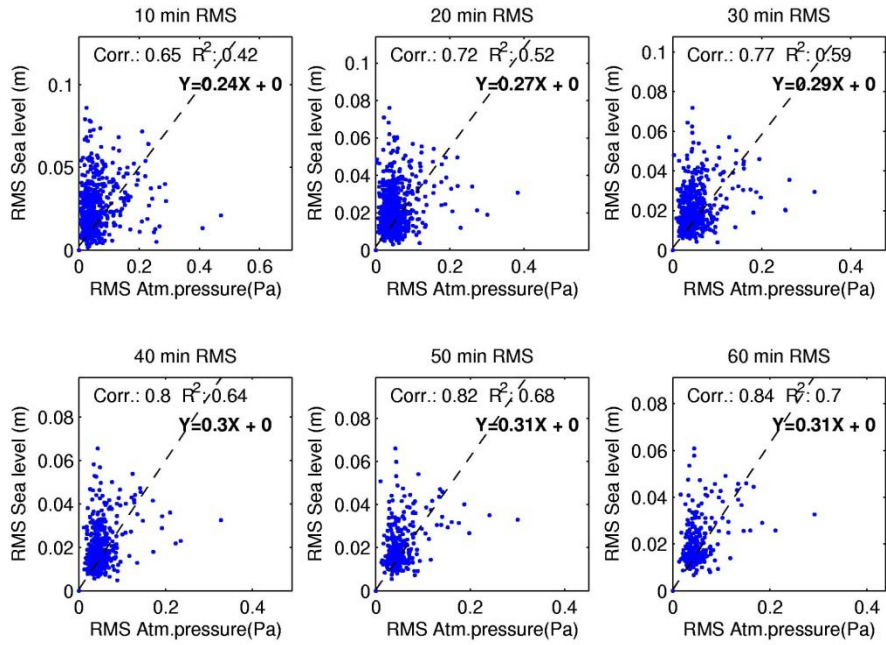 10 min RMS
Corr.: 0.65 R²: 0.42
Y=0.24X + 0
0.1
0.05
0
RMS Sea level (m)
0 0.2 0.4 0.6
RMS Atm.pressure(Pa)
20 min RMS
Corr.: 0.72 R²: 0.52
Y=0.27X + 0
0.1
0.08
0.06
0.04
0.02
0
RMS Sea level (m)
0 0.2 0.4
RMS Atm.pressure(Pa)
30 min RMS
Corr.: 0.77 R²: 0.59
Y=0.29X + 0
0.1
0.08
0.06
0.04
0.02
0
RMS Sea level (m)
0 0.2 0.4
RMS Atm.pressure(Pa)
40 min RMS
Corr.: 0.8 R²: 0.64
Y=0.3X + 0
0.08
0.06
0.04
0.02
0
RMS Sea level (m)
0 0.2 0.4
RMS Atm.pressure(Pa)
50 min RMS
Corr.: 0.82 R²: 0.68
Y=0.31X + 0
0.08
0.06
0.04
0.02
0
RMS Sea level (m)
0 0.2 0.4
RMS Atm.pressure(Pa)
60 min RMS
Corr.: 0.84 R²: 0.7
Y=0.31X + 0
0.08
0.06
0.04
0.02
0
RMS Sea level (m)
0 0.2 0.4
RMS Atm.pressure(Pa)